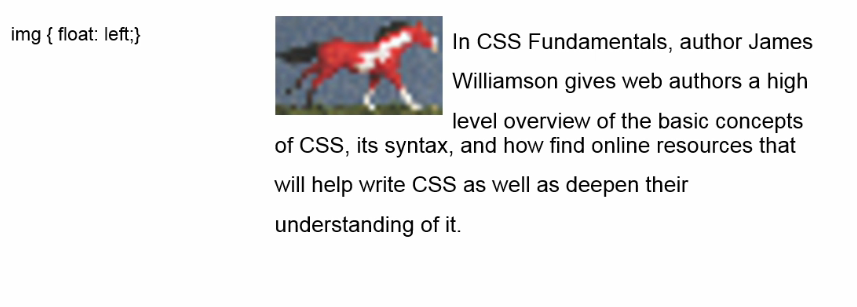 img { float: left;}
In CSS Fundamentals, author James
Williamson gives web authors a high
level overview of the basic concepts
of CSS, its syntax, and how find online resources that
will help write CSS as well as deepen their
understanding of it.